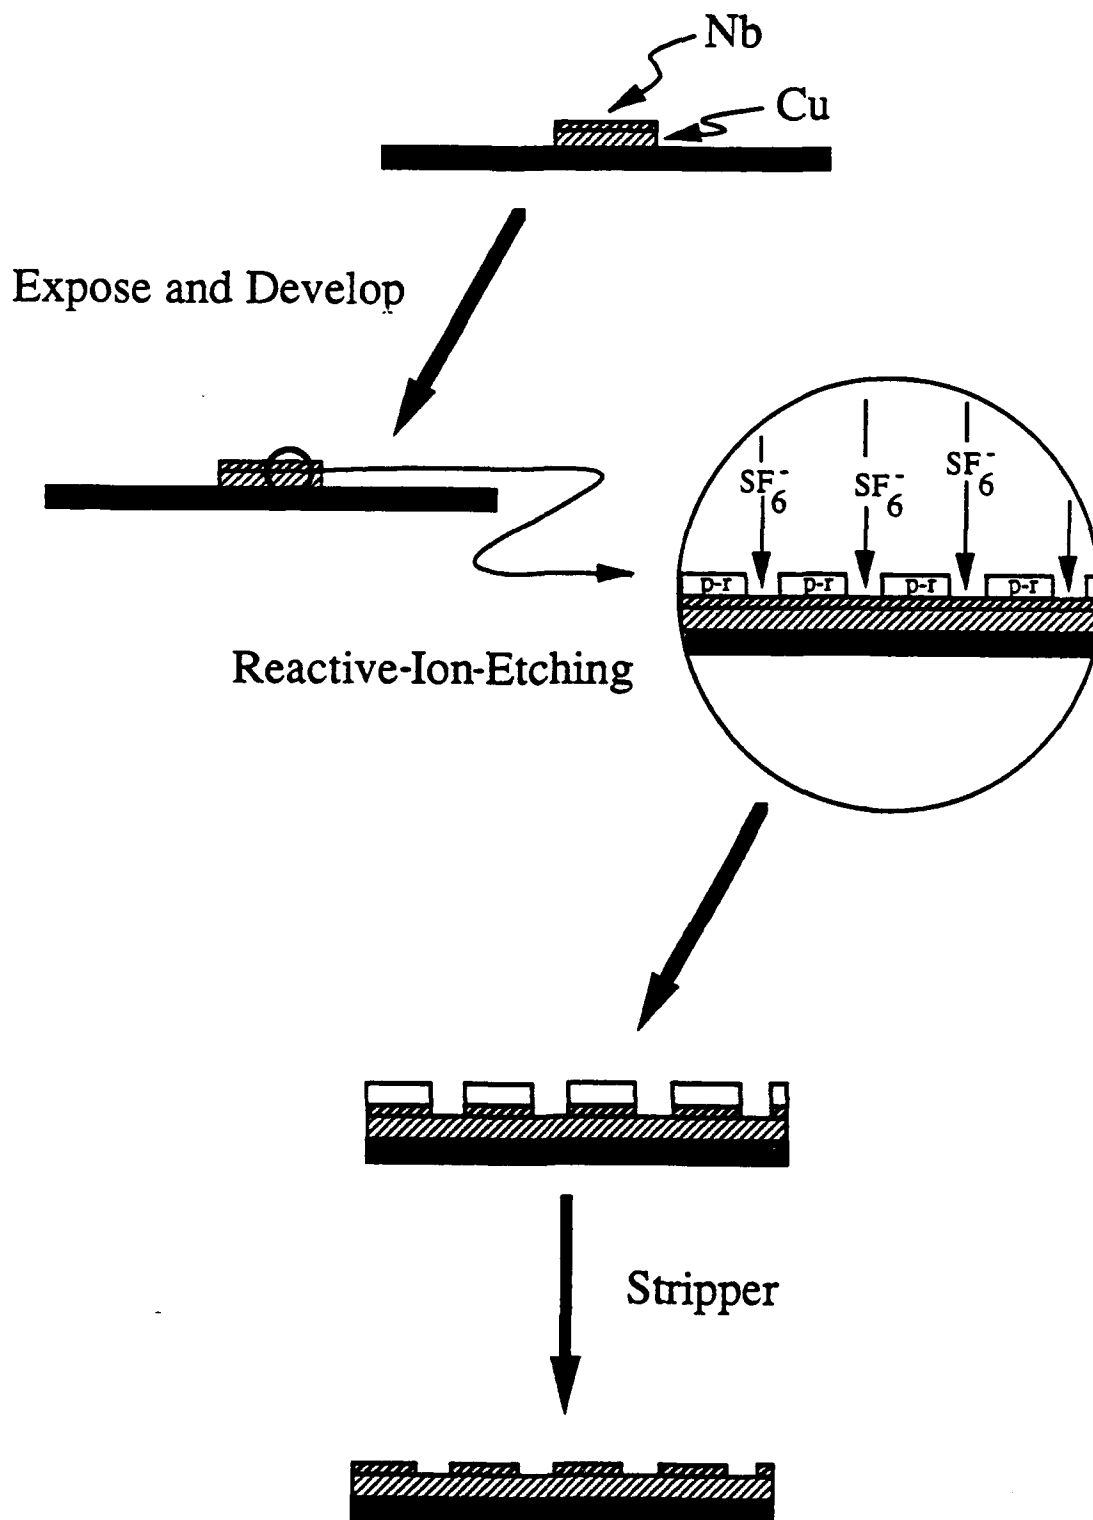 Nb
Cu
Expose and Develop
SF6-
SF6-
SF6-
p-r
p-r
p-r
p-r
Reactive-Ion-Etching
Stripper